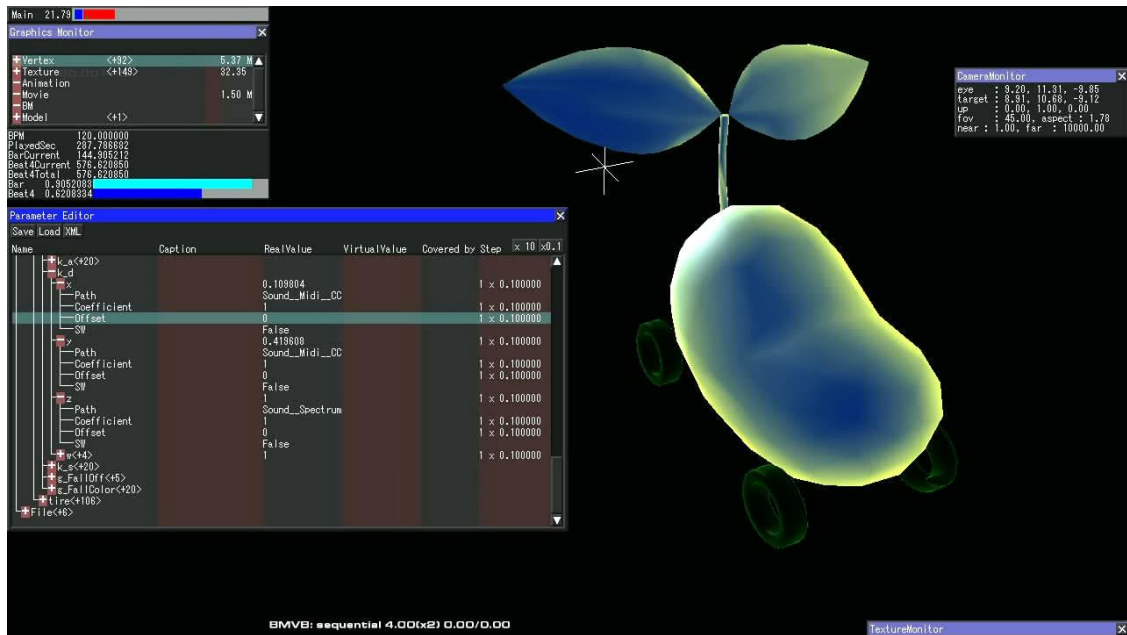 Main 21.79
Graphics Monitor
Vertex <+92> 5.37 M
Texture <+149> 32.35
Animation
Movie 1.50 M
BM
Model <+1>
BPM 120.000000
PlayedSec 287.786682
BarCurrent 144.905212
Beat4Current 576.620850
Beat4Total 576.620850
Bar 0.9052083
Beat4 0.6208334
CameraMonitor
eye : 9.20, 11.31, -9.85
target : 8.91, 10.68, -9.12
up : 0.00, 1.00, 0.00
fov : 45.00, aspect : 1.78
near : 1.00, far : 10000.00
Parameter Editor
Save Load XML
Name Caption RealValue VirtualValue Covered by Step x 10 x0.1
k_a<+20>
k_d
x 0.109804 1 x 0.100000
Path Sound__Midi__CC
Coefficient 1 1 x 0.100000
Offset 0 1 x 0.100000
SW False
y 0.419608 1 x 0.100000
Path Sound__Midi__CC
Coefficient 1 1 x 0.100000
Offset 0 1 x 0.100000
SW False
z 1 1 x 0.100000
Path Sound__Spectrum
Coefficient 1 1 x 0.100000
Offset 0 1 x 0.100000
SW False
w<+4> 1 1 x 0.100000
k_s<+20>
g_FallOff<+5>
g_FallColor<+20>
tire<+106>
File<+6>
BMVB: sequential 4.00(x2) 0.00/0.00
TextureMonitor